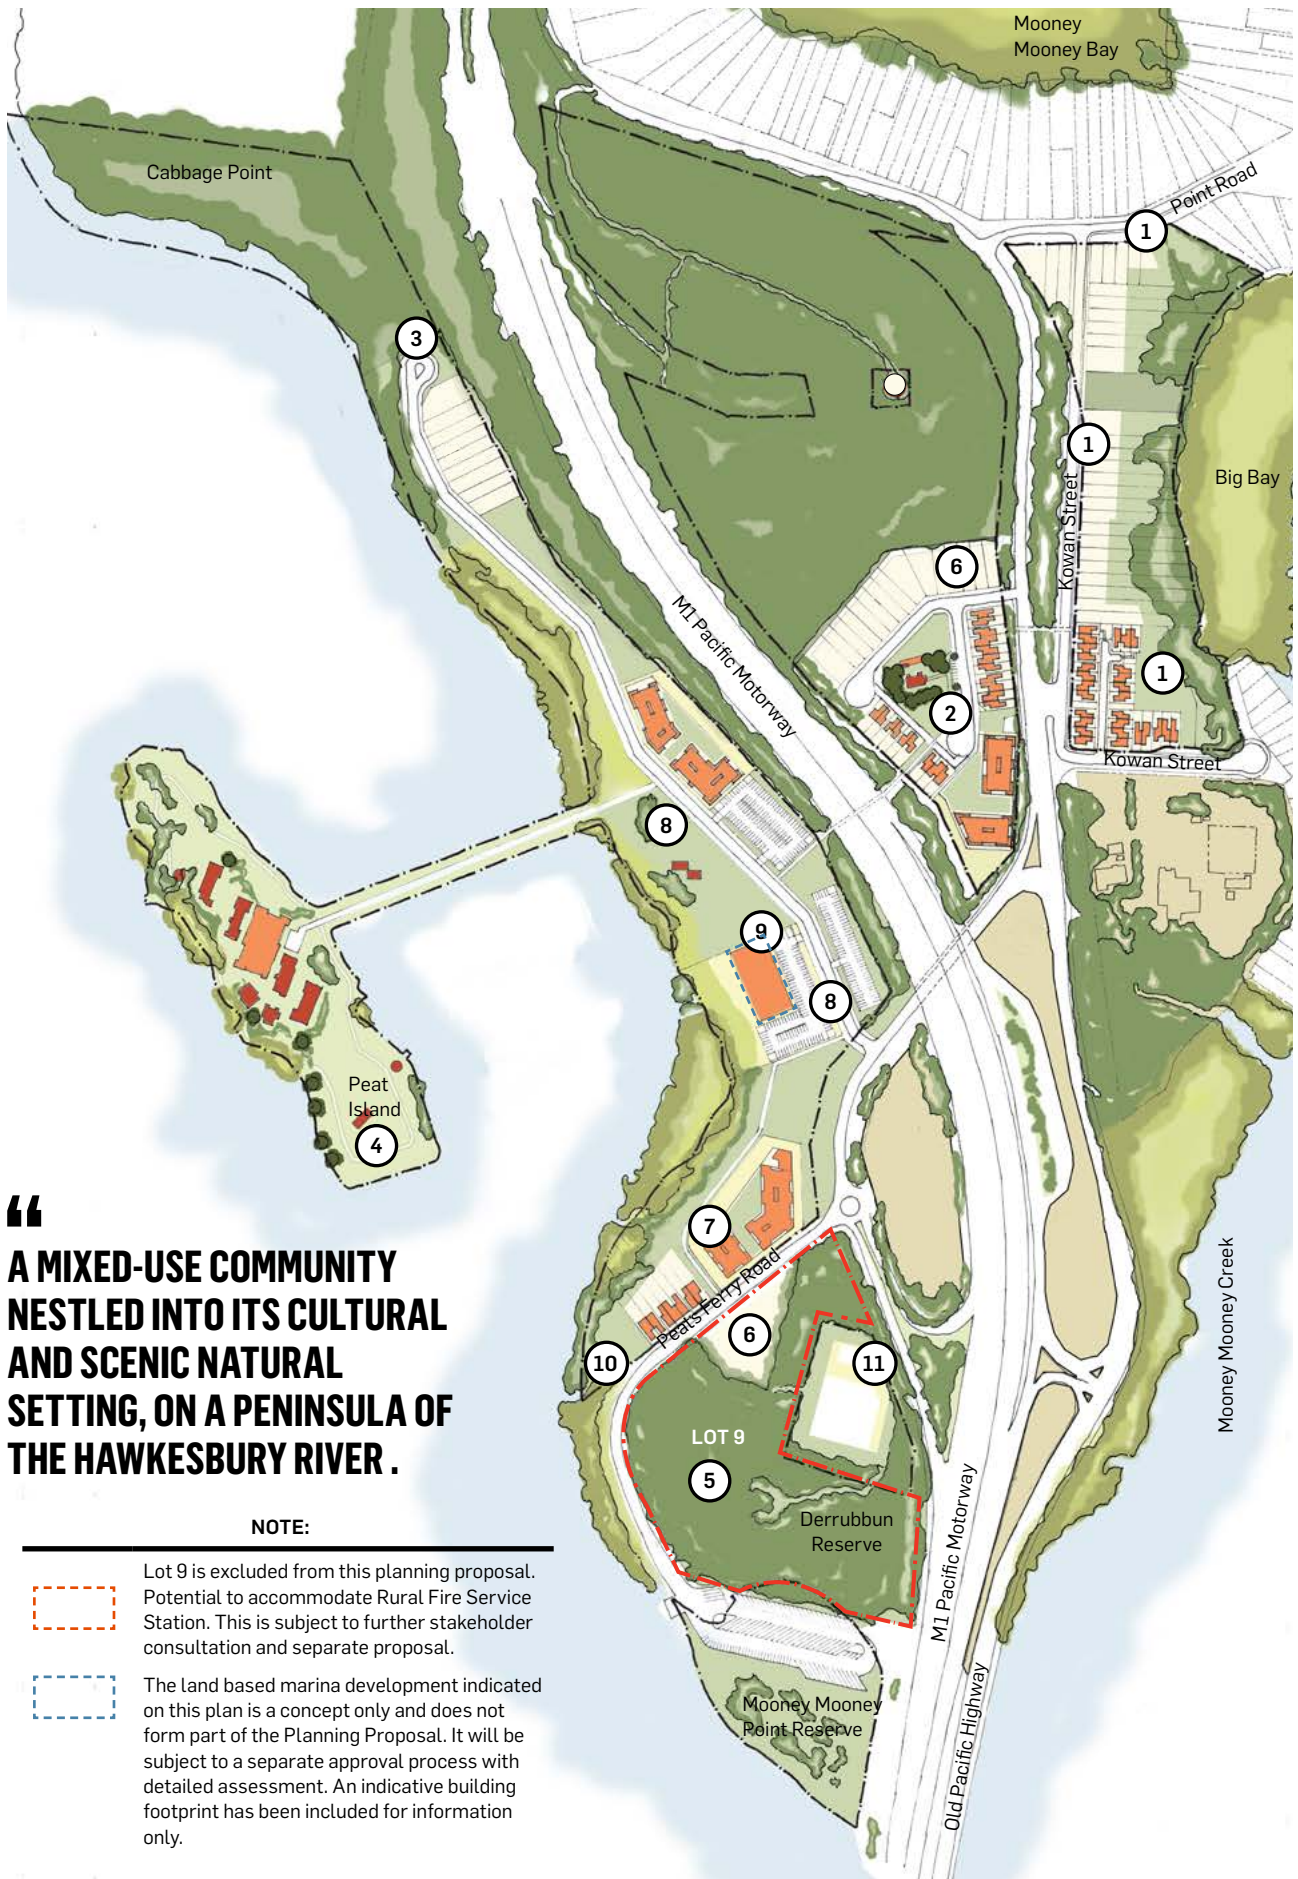 Mooney
Mooney Bay
Cabbage Point
Point Road
1
3
1
Big Bay
Kowan Street
6
M1 Pacific Motorway
1
2
Kowan Street
8
9
8
Peat
Island
4
7
Peats Ferry Road
6
10
11
Mooney Mooney Creek
LOT 9
5
Derrubbun
Reserve
M1 Pacific Motorway
Mooney Mooney
Point Reserve
Old Pacific Highway
“
A MIXED-USE COMMUNITY
NESTLED INTO ITS CULTURAL
AND SCENIC NATURAL
SETTING, ON A PENINSULA OF
THE HAWKESBURY RIVER .
NOTE:
Lot 9 is excluded from this planning proposal.
Potential to accommodate Rural Fire Service
Station. This is subject to further stakeholder
consultation and separate proposal.
The land based marina development indicated
on this plan is a concept only and does not
form part of the Planning Proposal. It will be
subject to a separate approval process with
detailed assessment. An indicative building
footprint has been included for information
only.